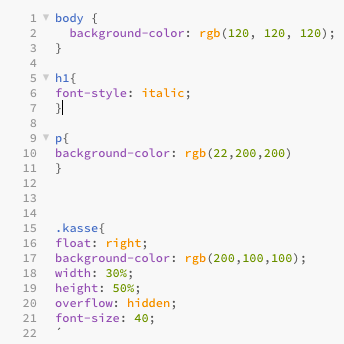 1 body {
2 background-color: rgb(120, 120, 120);
3 }
4
5 h1{
6 font-style: italic;
7 }
8
9 p{
10 background-color: rgb(22,200,200)
11 }
12
13
14
15 .kasse{
16 float: right;
17 background-color: rgb(200,100,100);
18 width: 30%;
19 height: 50%;
20 overflow: hidden;
21 font-size: 40;
22 ´